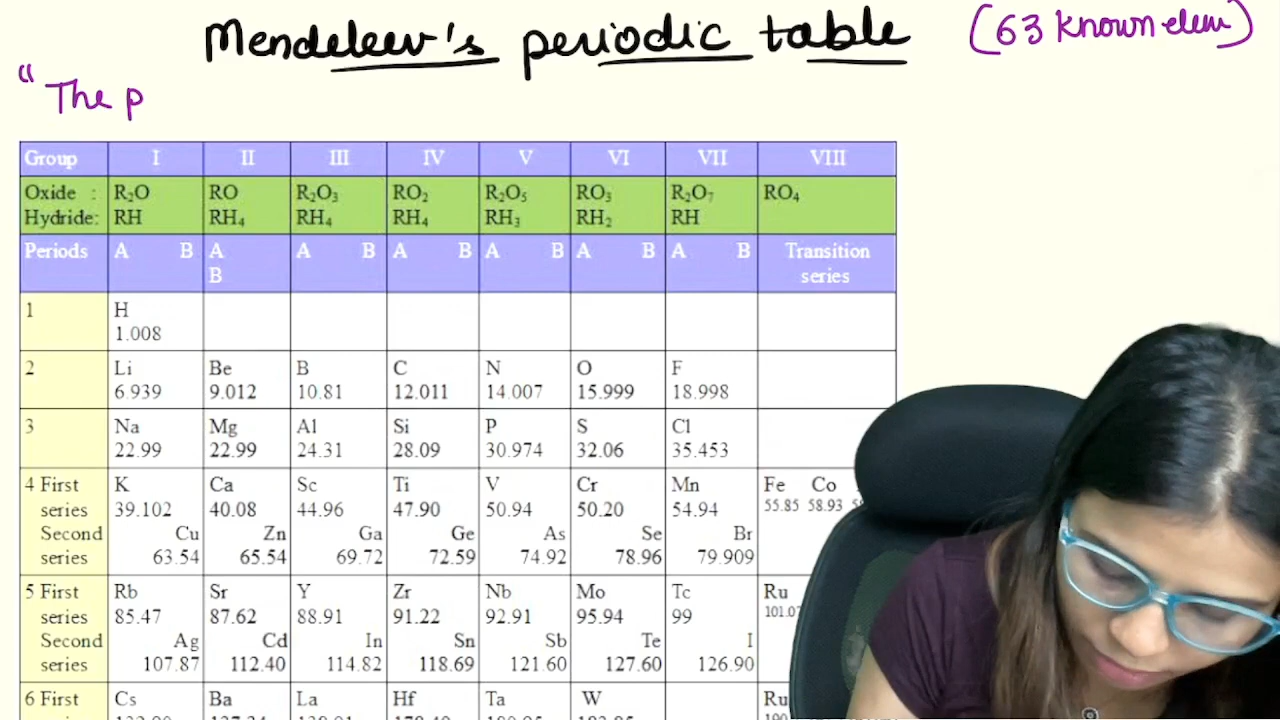 Mendeleev's periodic table (63 known elem)
"The p
Group I II III IV V VI VII VIII
Oxide : R₂O RO R₂O₃ RO₂ R₂O₅ RO₃ R₂O₇ RO₄
Hydride: RH RH₄ RH₄ RH₄ RH₃ RH₂ RH
Periods A B A A B A B A B A B A B Transition
B series
1 H
1.008
2 Li Be B C N O F
6.939 9.012 10.81 12.011 14.007 15.999 18.998
3 Na Mg Al Si P S Cl
22.99 22.99 24.31 28.09 30.974 32.06 35.453
4 First K Ca Sc Ti V Cr Mn Fe Co
series 39.102 40.08 44.96 47.90 50.94 50.20 54.94 55.85 58.93
Second Cu Zn Ga Ge As Se Br
series 63.54 65.54 69.72 72.59 74.92 78.96 79.909
5 First Rb Sr Y Zr Nb Mo Tc Ru
series 85.47 87.62 88.91 91.22 92.91 95.94 99
Second Ag Cd In Sn Sb Te I
series 107.87 112.40 114.82 118.69 121.60 127.60 126.90
6 First Cs Ba La Hf Ta W